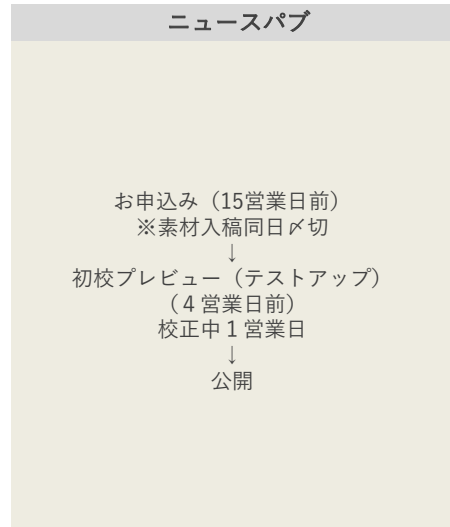 ニュースパブ
お申込み（15営業日前）
※素材入稿同日〆切
↓
初校プレビュー（テストアップ）
（４営業日前）
校正中１営業日
↓
公開